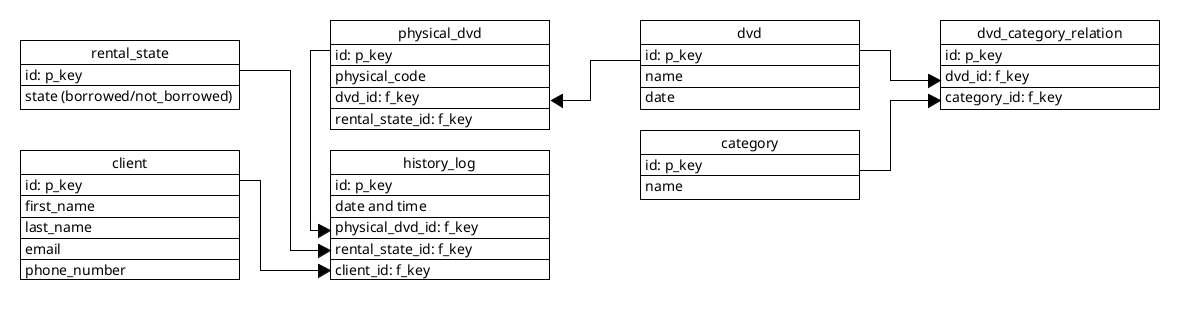 rental_state
id: p_key
state (borrowed/not_borrowed)
client
id: p_key
first_name
last_name
email
phone_number
physical_dvd
id: p_key
physical_code
dvd_id: f_key
rental_state_id: f_key
history_log
id: p_key
date and time
physical_dvd_id: f_key
rental_state_id: f_key
client_id: f_key
dvd
id: p_key
name
date
category
id: p_key
name
dvd_category_relation
id: p_key
dvd_id: f_key
category_id: f_key